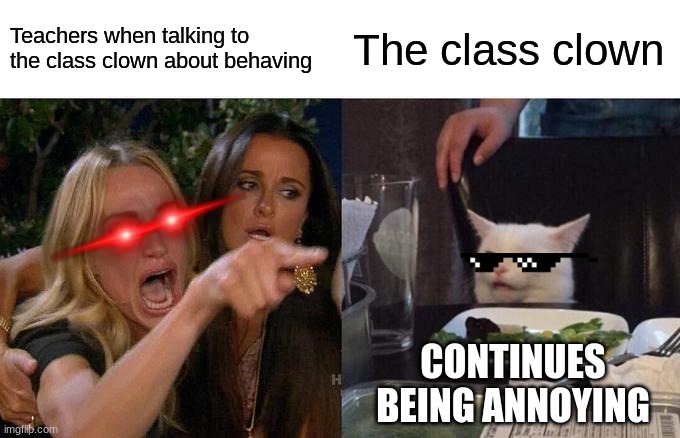 Teachers when talking to
the class clown about behaving
The class clown
CONTINUES
BEING ANNOYING
imgflip.com